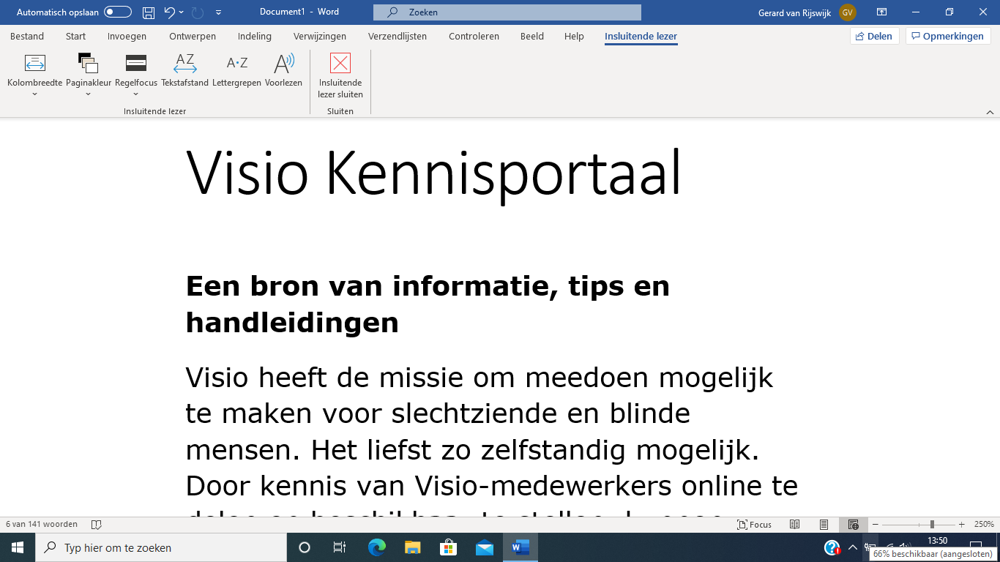 Automatisch opslaan
Document1 - Word
Zoeken
Gerard van Rijswijk
GV
Bestand Start Invoegen Ontwerpen Indeling Verwijzingen Verzendlijsten Controleren Beeld Help Insluitende lezer
Delen Opmerkingen
AZ A·Z A
Kolombreedte Paginakleur Regelfocus Tekstafstand Lettergrepen Voorlezen Insluitende
lezer sluiten
Insluitende lezer Sluiten
Visio Kennisportaal
Een bron van informatie, tips en
handleidingen
Visio heeft de missie om meedoen mogelijk
te maken voor slechtziende en blinde
mensen. Het liefst zo zelfstandig mogelijk.
Door kennis van Visio-medewerkers online te
6 van 141 woorden
Focus
250%
Typ hier om te zoeken
13:50
66% beschikbaar (aangesloten)